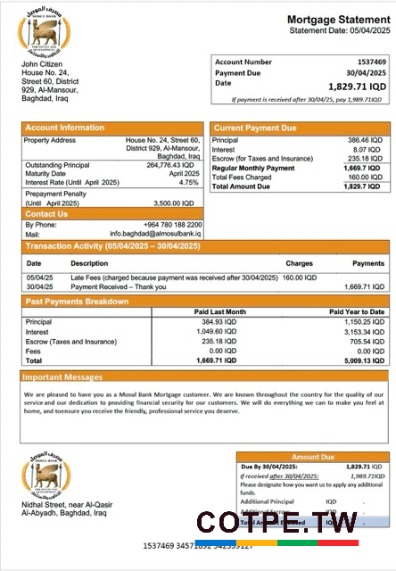 Mortgage Statement
Statement Date: 05/04/2025
John Citizen
House No. 24,
Street 60, District
929, Al-Mansour,
Baghdad, Iraq
Account Number 1537469
Payment Due 30/04/2025
Date 1,829.71 IQD
If payment is received after 30/04/25, pay 1,989.71IQD
Account Information
Property Address House No. 24, Street 60,
District 929, Al-Mansour,
Baghdad, Iraq
Outstanding Principal 264,776.43 IQD
Maturity Date April 2025
Interest Rate (Until April 2025) 4.75%
Prepayment Penalty
(Until April 2025) 3,500.00 IQD
Contact Us
By Phone: +964 780 188 2200
Mail: info.baghdad@almosulbank.iq
Current Payment Due
Principal 386.46 IQD
Interest 8.07 IQD
Escrow (for Taxes and Insurance) 235.18 IQD
Regular Monthly Payment 1,669.7 IQD
Total Fees Charged 160.00 IQD
Total Amount Due 1,829.7 IQD
Transaction Activity (05/04/2025 – 30/04/2025)
Date Description Charges Payments
05/04/25 Late Fees (charged because payment was received after 30/04/2025) 160.00 IQD
30/04/25 Payment Received – Thank you 1,669.71 IQD
Past Payments Breakdown
Paid Last Month Paid Year to Date
Principal 384.93 IQD 1,150.25 IQD
Interest 1,049.60 IQD 3,153.34 IQD
Escrow (Taxes and Insurance) 235.18 IQD 705.54 IQD
Fees 0.00 IQD 0.00 IQD
Total 1,669.71 IQD 5,009.13 IQD
Important Messages
We are pleased to have you as a Mosul Bank Mortgage customer. We are known throughout the country for the quality of our
service and our dedication to providing financial security for our customers. We will do everything we can to make you feel at
home, and toensure you receive the friendly, professional service you deserve.
Nidhal Street, near Al-Qasir
Al-Abyadh, Baghdad, Iraq
Amount Due
Due By 30/04/2025: 1,829.71 IQD
If received after 30/04/2025: 1,989.71IQD
Please designate how you want us to apply any additional
funds.
Additional Principal IQD
Additional Escrow IQD
Total Amount IQD
COTPE.TW
1537469